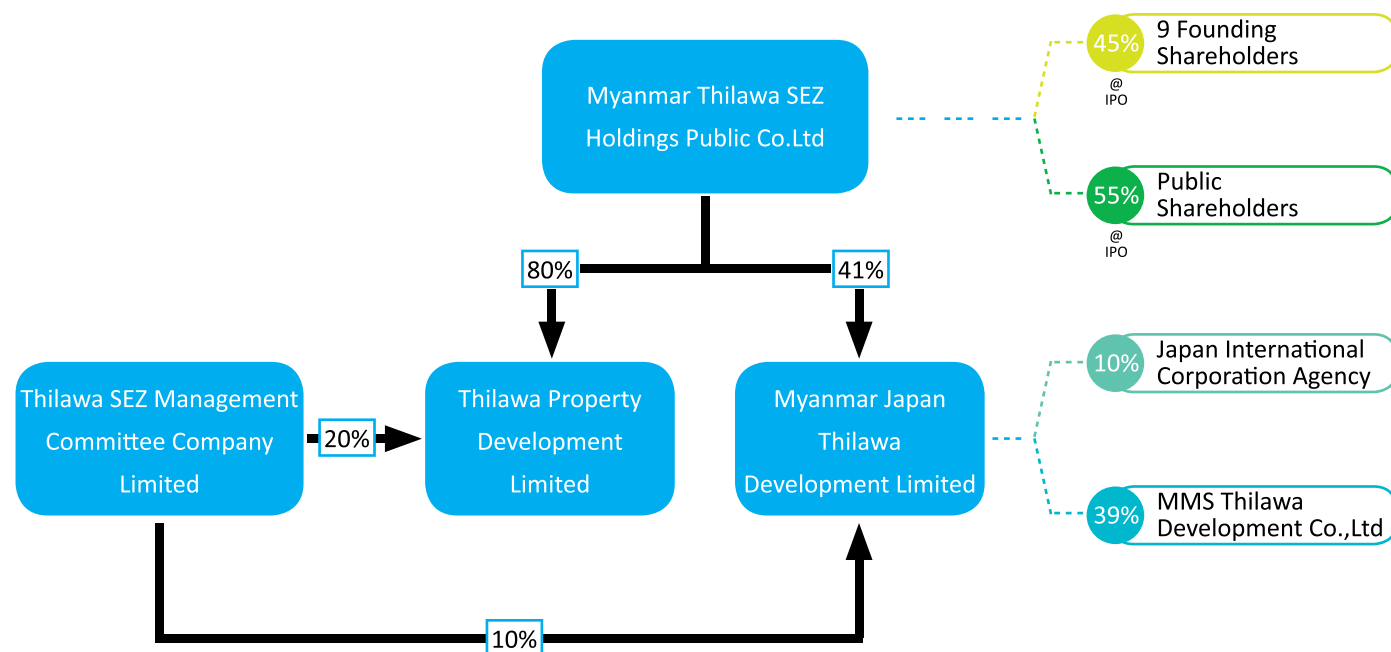 Myanmar Thilawa SEZ
Holdings Public Co.Ltd
45%
9 Founding
Shareholders
@
IPO
55%
Public
Shareholders
@
IPO
80%
41%
Thilawa SEZ Management
Committee Company
Limited
20%
Thilawa Property
Development
Limited
Myanmar Japan
Thilawa
Development Limited
10%
Japan International
Corporation Agency
39%
MMS Thilawa
Development Co.,Ltd
10%